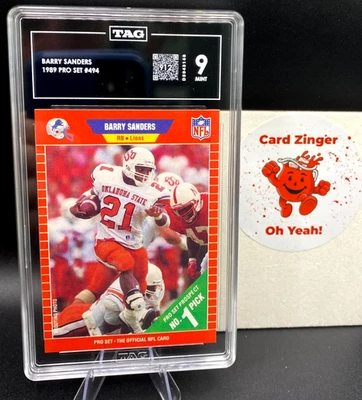 TAG
BARRY SANDERS
1989 PRO SET #494
9
MINT
BARRY SANDERS
RB • LIONS
NFL
OKLAHOMA STATE
21
PRO SET PROSPECT
NO. 1 PICK
PRO SET • THE OFFICIAL NFL CARD
TAG
Card Zinger
Oh Yeah!